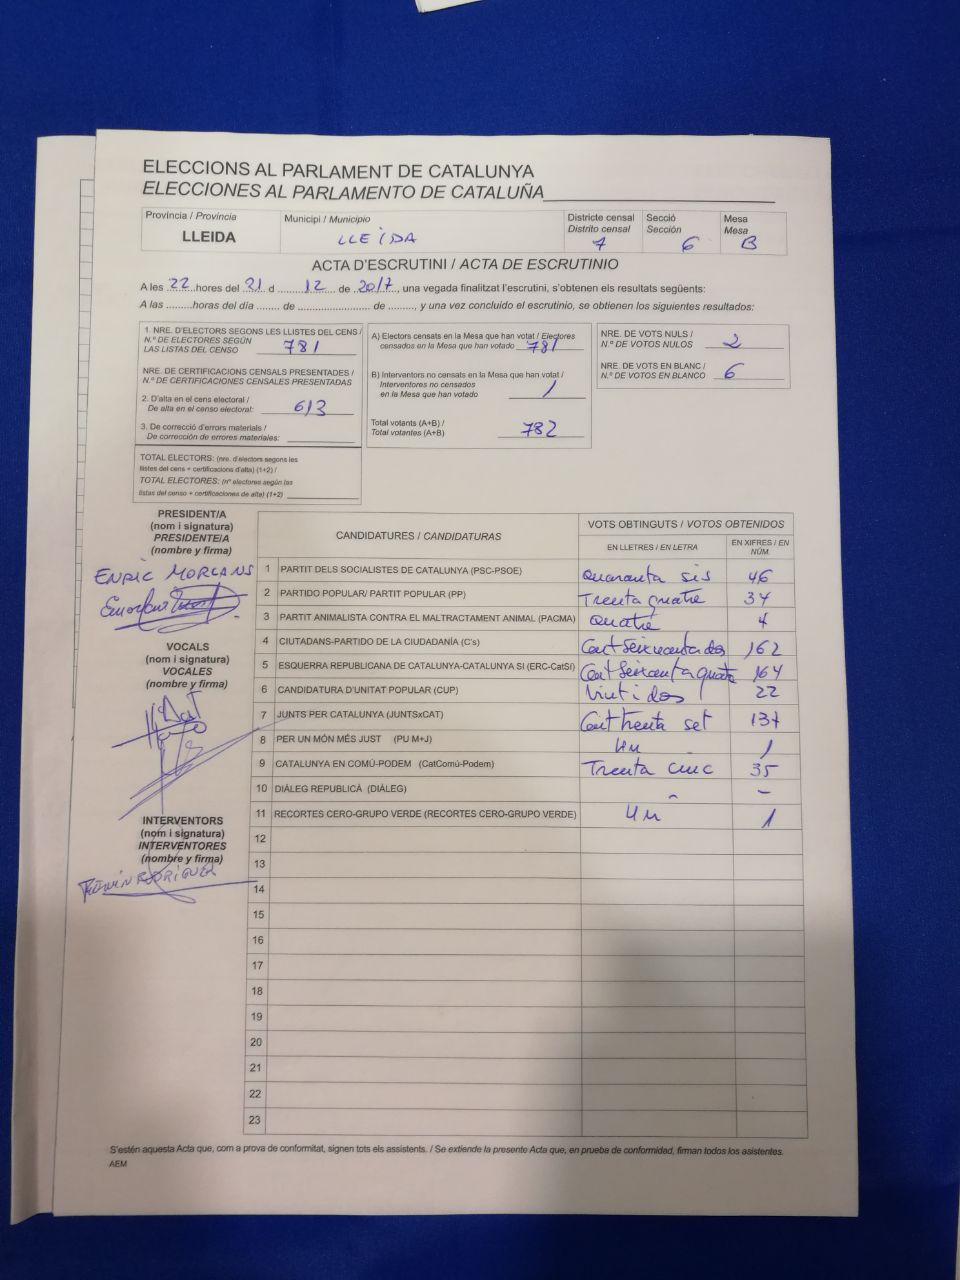 ELECCIONS AL PARLAMENT DE CATALUNYA
ELECCIONES AL PARLAMENTO DE CATALUÑA
Província / Provincia
LLEIDA
Municipi / Municipio
LLEIDA
Districte censal
Distrito censal
7
Secció
Sección
6
Mesa
Mesa
B
ACTA D'ESCRUTINI / ACTA DE ESCRUTINIO
A les 22 hores del 21 d 12 de 2017, una vegada finalitzat l'escrutini, s'obtenen els resultats següents:
A las .........horas del día ........ de ......................... de ........., y una vez concluido el escrutinio, se obtienen los siguientes resultados:
1. NRE. D'ELECTORS SEGONS LES LLISTES DEL CENS /
N.º DE ELECTORES SEGÚN
LAS LISTAS DEL CENSO 781
NRE. DE CERTIFICACIONS CENSALS PRESENTADES /
N.º DE CERTIFICACIONES CENSALES PRESENTADAS
2. D'alta en el cens electoral /
De alta en el censo electoral: 613
3. De correcció d'errors materials /
De corrección de errores materiales:
TOTAL ELECTORS: (nre. d'electors segons les
llistes del cens + certificacions d'alta) (1+2) /
TOTAL ELECTORES: (nº electores según las
listas del censo + certificaciones de alta) (1+2)
A) Electors censats en la Mesa que han votat / Electores
censados en la Mesa que han votado 781
B) Interventors no censats en la Mesa que han votat /
Interventores no censados
en la Mesa que han votado 1
Total votants (A+B) /
Total votantes (A+B) 782
NRE. DE VOTS NULS /
N.º DE VOTOS NULOS 2
NRE. DE VOTS EN BLANC /
N.º DE VOTOS EN BLANCO 6
PRESIDENT/A
(nom i signatura)
PRESIDENTE/A
(nombre y firma)
ENRIC MORLANS
VOCALS
(nom i signatura)
VOCALES
(nombre y firma)
INTERVENTORS
(nom i signatura)
INTERVENTORES
(nombre y firma)
RODRIGUEZ
CANDIDATURES / CANDIDATURAS
VOTS OBTINGUTS / VOTOS OBTENIDOS
EN LLETRES / EN LETRA
EN XIFRES / EN NÚM.
1 PARTIT DELS SOCIALISTES DE CATALUNYA (PSC-PSOE) Quaranta sis 46
2 PARTIDO POPULAR/ PARTIT POPULAR (PP) Trenta quatre 34
3 PARTIT ANIMALISTA CONTRA EL MALTRACTAMENT ANIMAL (PACMA) quatre 4
4 CIUTADANS-PARTIDO DE LA CIUDADANÍA (C's) Cent seixanta dos 162
5 ESQUERRA REPUBLICANA DE CATALUNYA-CATALUNYA SÍ (ERC-CatSí) Cent seixanta quatre 164
6 CANDIDATURA D'UNITAT POPULAR (CUP) Vint i dos 22
7 JUNTS PER CATALUNYA (JUNTSxCAT) Cent trenta set 137
8 PER UN MÓN MÉS JUST (PU M+J) Un 1
9 CATALUNYA EN COMÚ-PODEM (CatComú-Podem) Trenta cinc 35
10 DIÀLEG REPUBLICÀ (DIÀLEG) - -
11 RECORTES CERO-GRUPO VERDE (RECORTES CERO-GRUPO VERDE) Un 1
12
13
14
15
16
17
18
19
20
21
22
23
S'estén aquesta Acta que, com a prova de conformitat, signen tots els assistents. / Se extiende la presente Acta que, en prueba de conformidad, firman todos los asistentes.
AEM